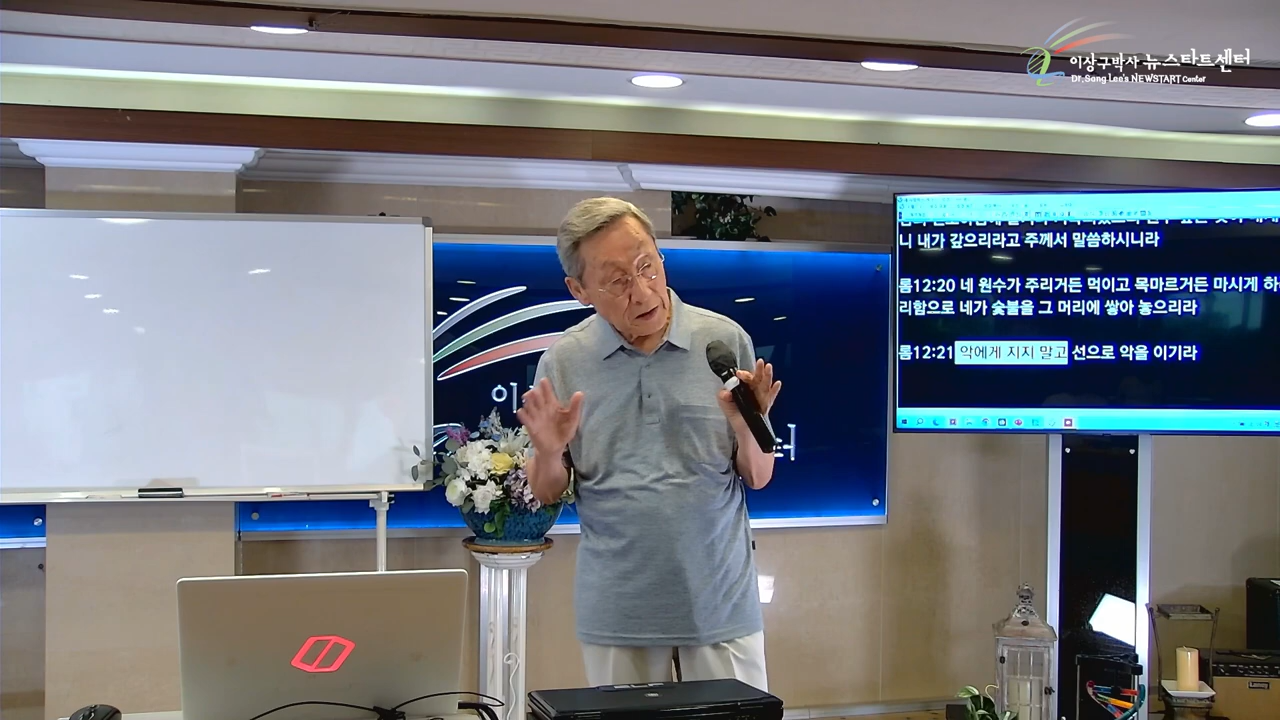 이상구박사 뉴스타트센터
Dr. Sang Lee's NEWSTART Center
니 내가 갚으리라고 주께서 말씀하시니라
롬12:20 네 원수가 주리거든 먹이고 목마르거든 마시게 하
리함으로 네가 숯불을 그 머리에 쌓아 놓으리라
롬12:21 악에게 지지 말고 선으로 악을 이기라
이
터